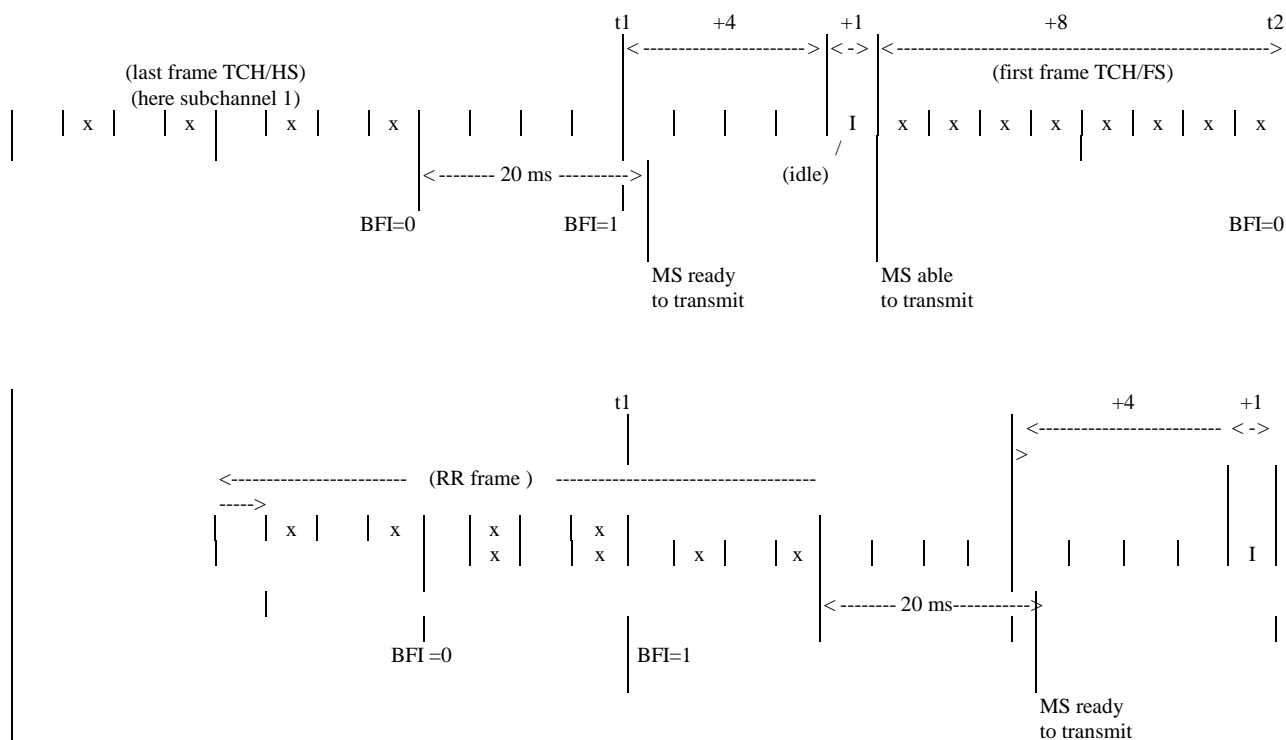 t1 +4 +1 +8 t2
< ----------------------- > < - > < ------------------------------------------------- >
(last frame TCH/HS) (first frame TCH/FS)
(here subchannel 1)
x x x x I x x x x x x x x
/
< -------- 20 ms ----------- > (idle)
BFI=0 BFI=1 BFI=0
MS ready MS able
to transmit to transmit
t1 +4 +1
<-------------------------- < - >
>
<------------------------- (RR frame ) -----------------------------------
----->
x x x x
x x x x I
< -------- 20 ms----------- >
BFI =0 BFI=1
MS ready
to transmit